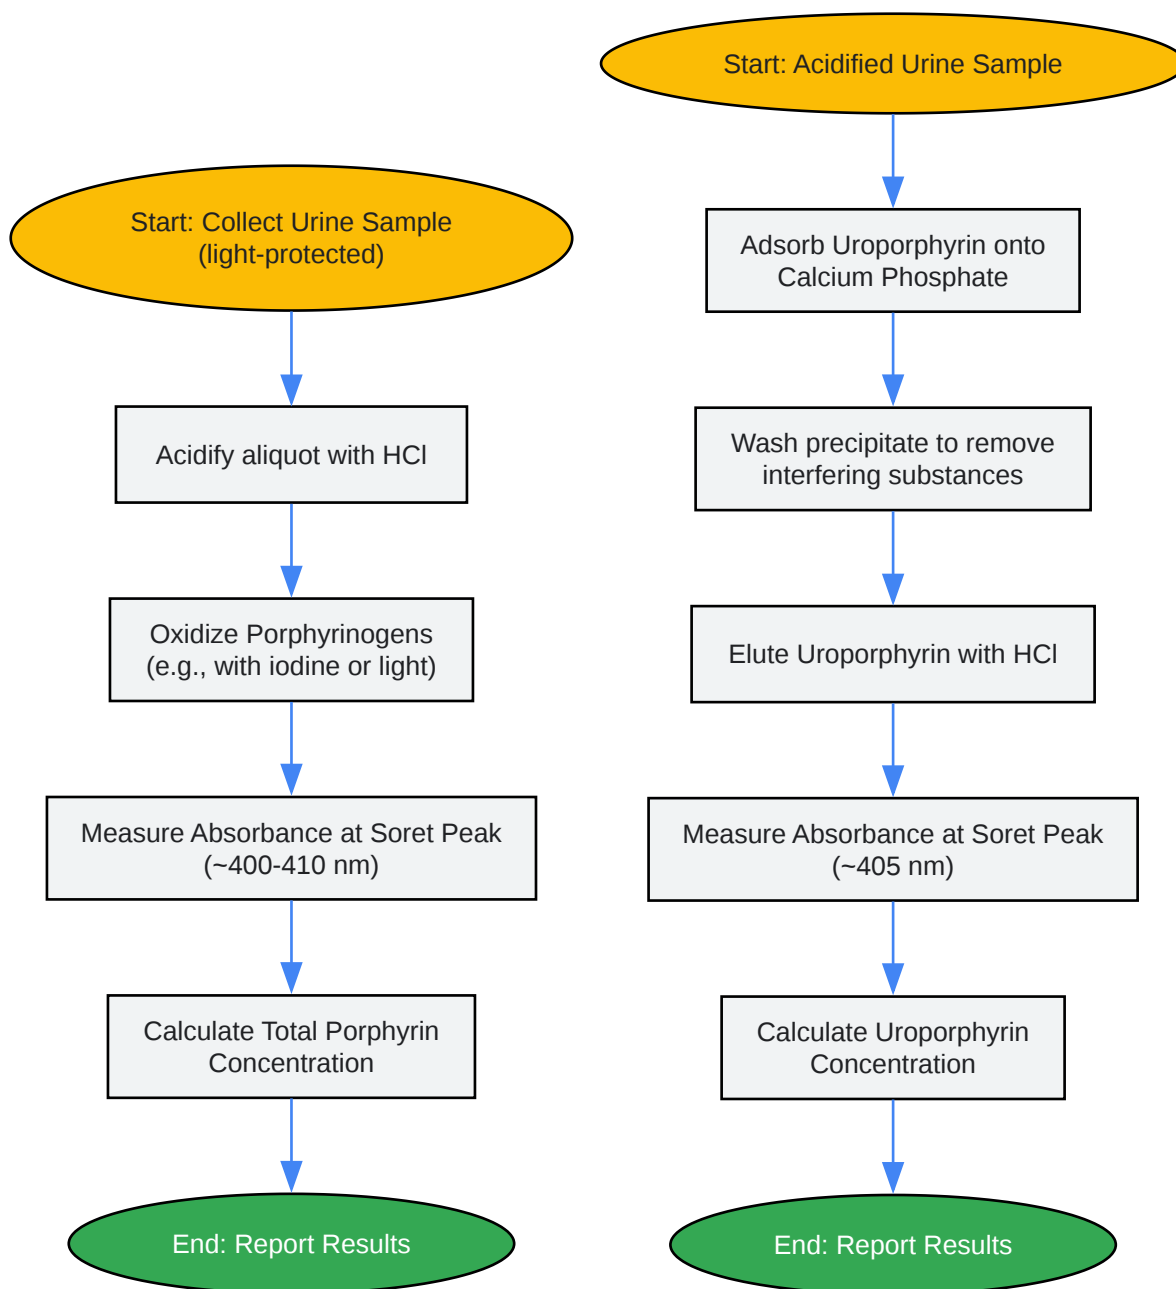 Start: Collect Urine Sample
(light-protected)
Acidify aliquot with HCl
Oxidize Porphyrinogens
(e.g., with iodine or light)
Measure Absorbance at Soret Peak
(~400-410 nm)
Calculate Total Porphyrin
Concentration
End: Report Results
Start: Acidified Urine Sample
Adsorb Uroporphyrin onto
Calcium Phosphate
Wash precipitate to remove
interfering substances
Elute Uroporphyrin with HCl
Measure Absorbance at Soret Peak
(~405 nm)
Calculate Uroporphyrin
Concentration
End: Report Results